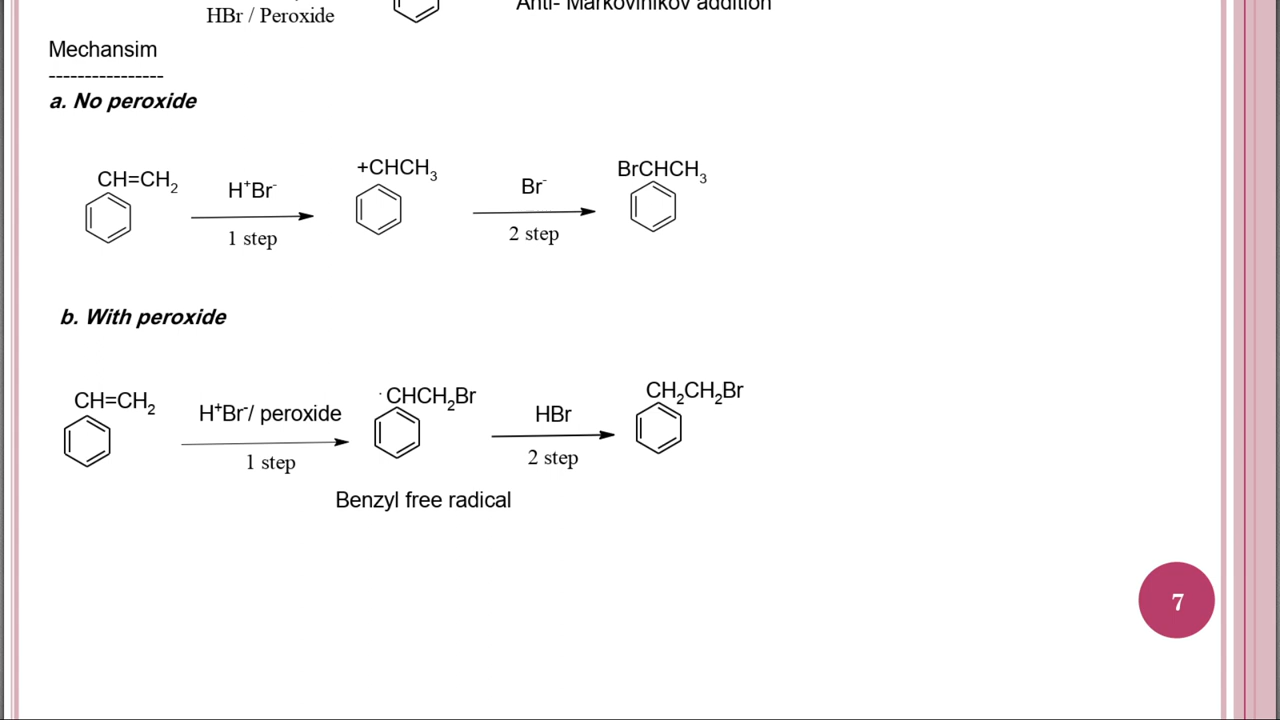 HBr / Peroxide
Anti- Markovinikov addition
Mechansim
----------------
a. No peroxide
CH=CH₂
H⁺Br⁻
1 step
+CHCH₃
Br⁻
2 step
BrCHCH₃
b. With peroxide
CH=CH₂
H⁺Br⁻/ peroxide
1 step
·CHCH₂Br
HBr
2 step
CH₂CH₂Br
Benzyl free radical
7